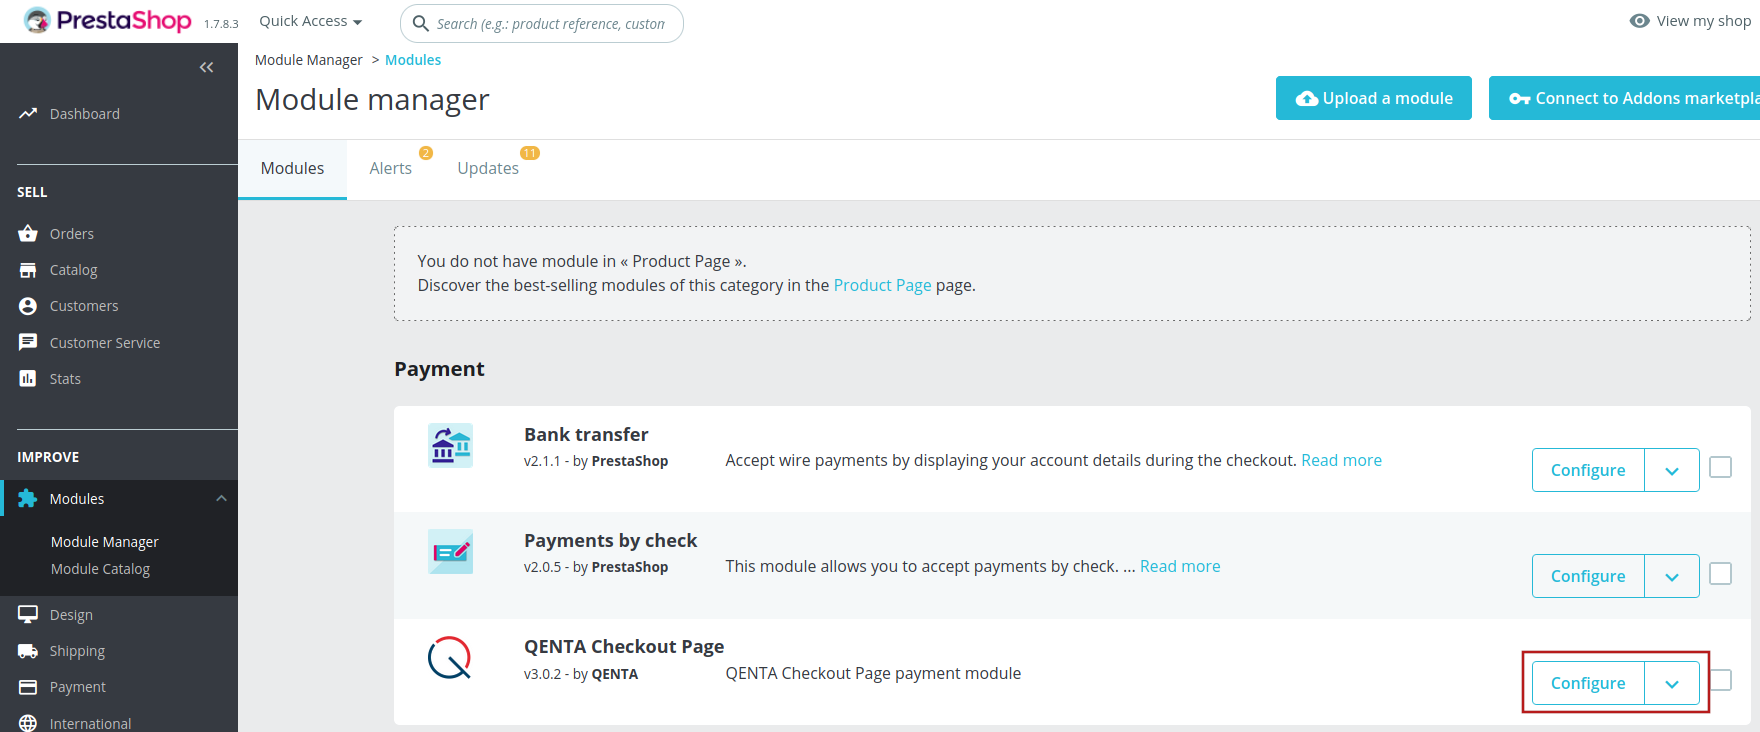 PrestaShop 1.7.8.3 Quick Access Search (e.g.: product reference, custom View my shop
Module Manager > Modules
Module manager
Upload a module Connect to Addons marketpla
Dashboard
Modules Alerts 2 Updates 11
SELL
Orders
Catalog
Customers
Customer Service
Stats
IMPROVE
Modules
Module Manager
Module Catalog
Design
Shipping
Payment
International
You do not have module in « Product Page ».
Discover the best-selling modules of this category in the Product Page page.
Payment
Bank transfer
v2.1.1 - by PrestaShop Accept wire payments by displaying your account details during the checkout. Read more Configure
Payments by check
v2.0.5 - by PrestaShop This module allows you to accept payments by check. ... Read more Configure
QENTA Checkout Page
v3.0.2 - by QENTA QENTA Checkout Page payment module Configure